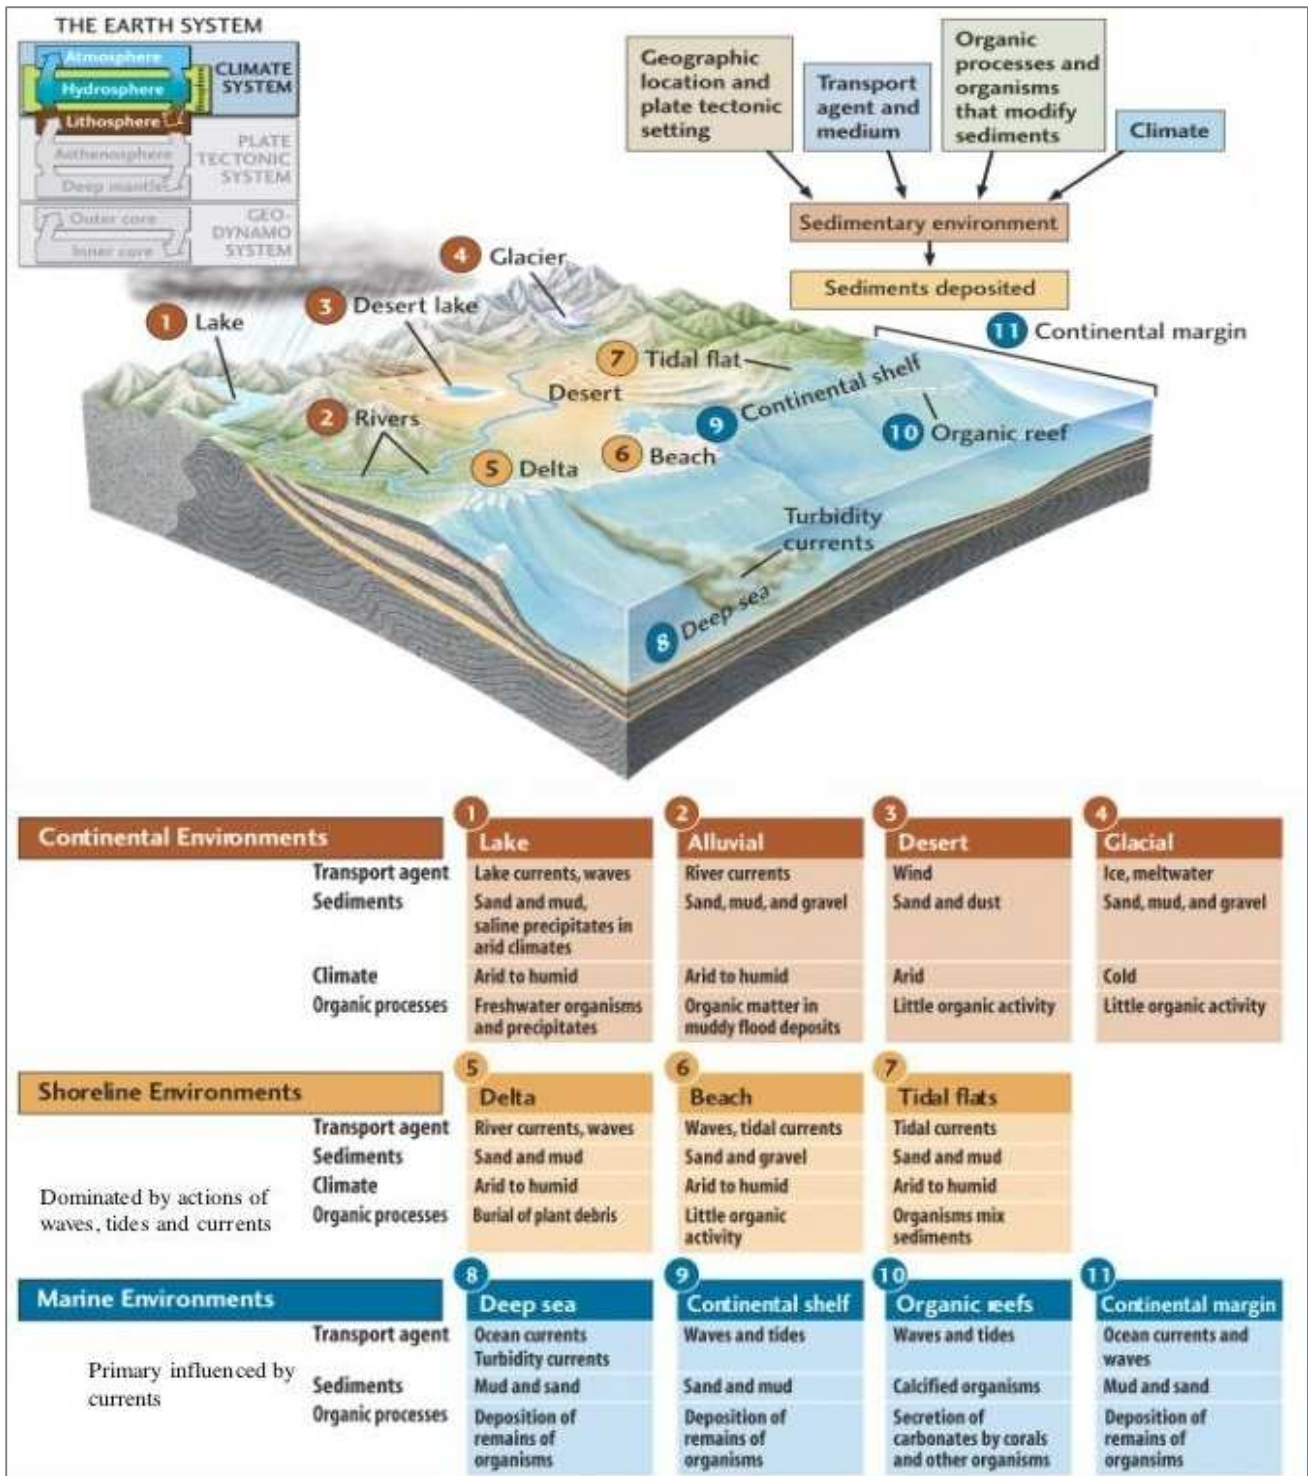 THE EARTH SYSTEM
Atmosphere
Hydrosphere
Biosphere
Lithosphere
CLIMATE
SYSTEM
Asthenosphere
Deep mantle
PLATE
TECTONIC
SYSTEM
Outer core
Inner core
GEO-
DYNAMO
SYSTEM
Geographic
location and
plate tectonic
setting
Transport
agent and
medium
Organic
processes and
organisms
that modify
sediments
Climate
Sedimentary environment
Sediments deposited
4 Glacier
3 Desert lake
1 Lake
11 Continental margin
7 Tidal flat
Desert
9 Continental shelf
2 Rivers
10 Organic reef
6 Beach
5 Delta
Turbidity
currents
8 Deep sea
Continental Environments
1
Lake
2
Alluvial
3
Desert
4
Glacial
Transport agent
Lake currents, waves
River currents
Wind
Ice, meltwater
Sediments
Sand and mud,
saline precipitates in
arid climates
Sand, mud, and gravel
Sand and dust
Sand, mud, and gravel
Climate
Arid to humid
Arid to humid
Arid
Cold
Organic processes
Freshwater organisms
and precipitates
Organic matter in
muddy flood deposits
Little organic activity
Little organic activity
Shoreline Environments
5
Delta
6
Beach
7
Tidal flats
Transport agent
River currents, waves
Waves, tidal currents
Tidal currents
Sediments
Sand and mud
Sand and gravel
Sand and mud
Dominated by actions of
waves, tides and currents
Climate
Arid to humid
Arid to humid
Arid to humid
Organic processes
Burial of plant debris
Little organic
activity
Organisms mix
sediments
Marine Environments
8
Deep sea
9
Continental shelf
10
Organic reefs
11
Continental margin
Transport agent
Ocean currents
Turbidity currents
Waves and tides
Waves and tides
Ocean currents and
waves
Primary influenced by
currents
Sediments
Mud and sand
Sand and mud
Calcified organisms
Mud and sand
Organic processes
Deposition of
remains of
organisms
Deposition of
remains of
organisms
Secretion of
carbonates by corals
and other organisms
Deposition of
remains of
organsims